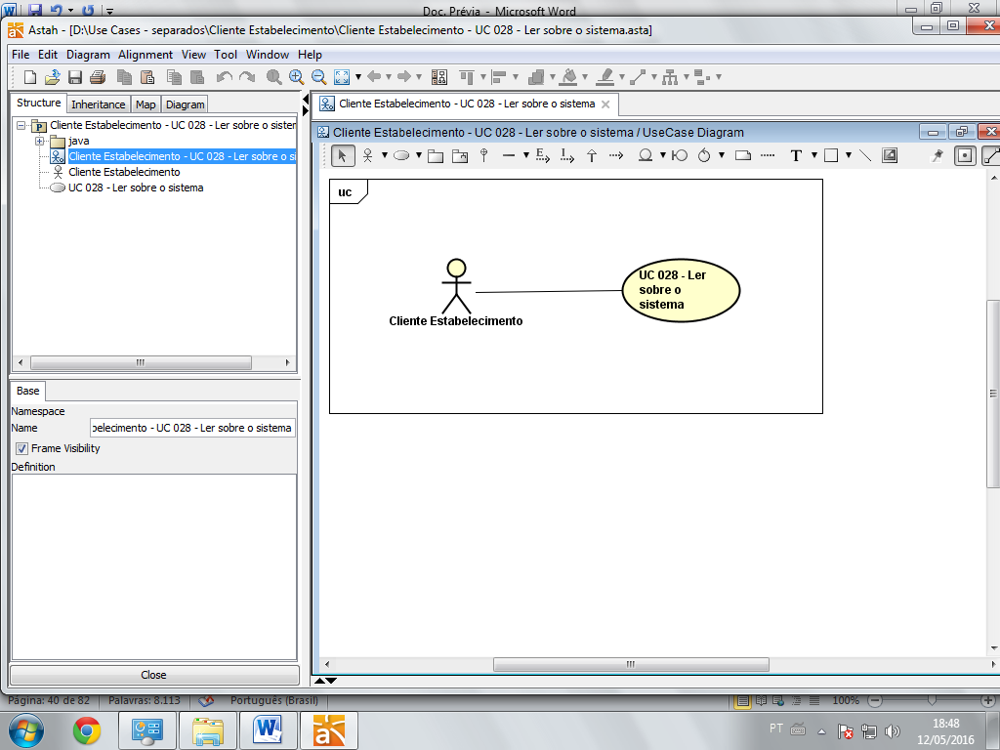 Doc. Prévia - Microsoft Word
Astah - [D:\Use Cases - separados\Cliente Estabelecimento\Cliente Estabelecimento - UC 028 - Ler sobre o sistema.asta]
File Edit Diagram Alignment View Tool Window Help
Structure Inheritance Map Diagram
Cliente Estabelecimento - UC 028 - Ler sobre o sistema
Cliente Estabelecimento - UC 028 - Ler sobre o sistema / UseCase Diagram
Cliente Estabelecimento - UC 028 - Ler sobre o sister
java
Cliente Estabelecimento - UC 028 - Ler sobre o si
Cliente Estabelecimento
UC 028 - Ler sobre o sistema
T
uc
UC 028 - Ler
sobre o
sistema
Cliente Estabelecimento
Base
Namespace
Name belecimento - UC 028 - Ler sobre o sistema
Frame Visibility
Definition
Close
Página: 40 de 82 Palavras: 8.113 Português (Brasil) 100%
PT
18:48
12/05/2016